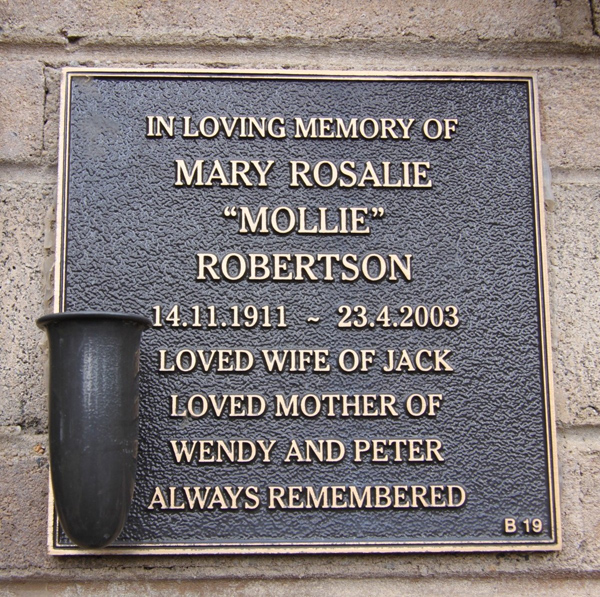 IN LOVING MEMORY OF
MARY ROSALIE
“MOLLIE”
ROBERTSON
14.11.1911 ~ 23.4.2003
LOVED WIFE OF JACK
LOVED MOTHER OF
WENDY AND PETER
ALWAYS REMEMBERED
B 19